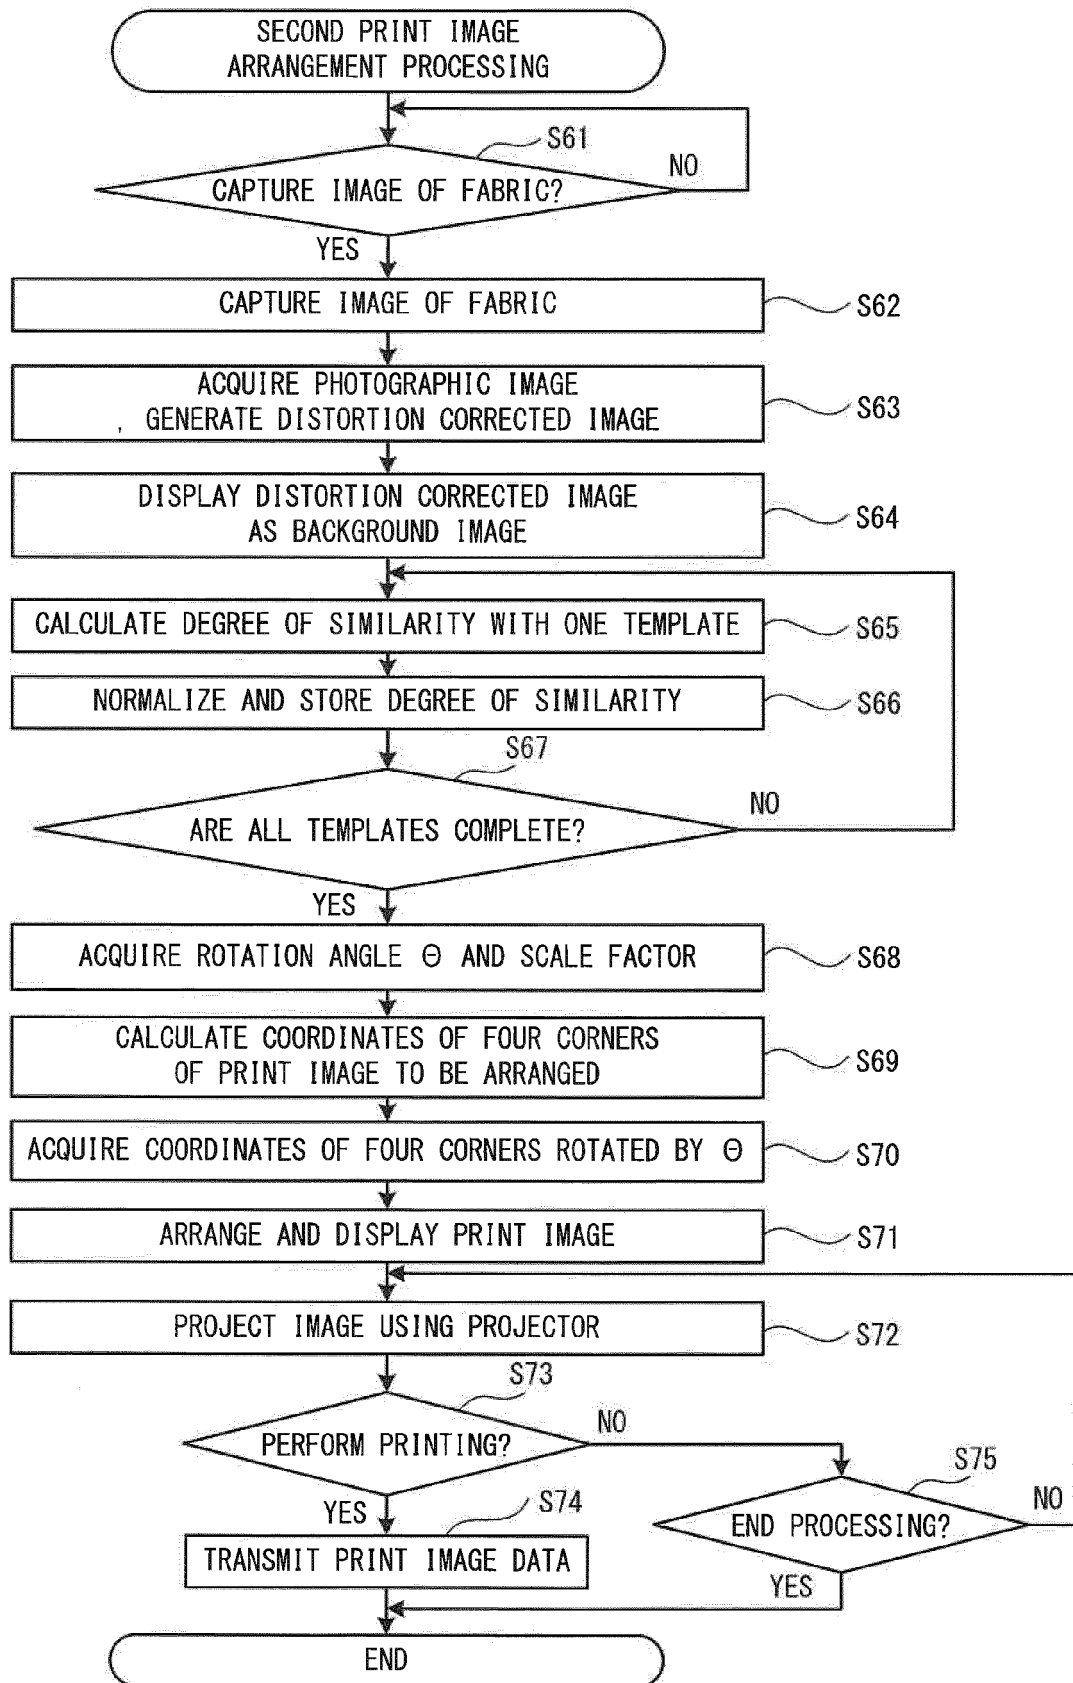 SECOND PRINT IMAGE
ARRANGEMENT PROCESSING
S61
CAPTURE IMAGE OF FABRIC?
NO
YES
CAPTURE IMAGE OF FABRIC
S62
ACQUIRE PHOTOGRAPHIC IMAGE
GENERATE DISTORTION CORRECTED IMAGE
S63
DISPLAY DISTORTION CORRECTED IMAGE
AS BACKGROUND IMAGE
S64
CALCULATE DEGREE OF SIMILARITY WITH ONE TEMPLATE
S65
NORMALIZE AND STORE DEGREE OF SIMILARITY
S66
S67
ARE ALL TEMPLATES COMPLETE?
NO
YES
ACQUIRE ROTATION ANGLE Θ AND SCALE FACTOR
S68
CALCULATE COORDINATES OF FOUR CORNERS
OF PRINT IMAGE TO BE ARRANGED
S69
ACQUIRE COORDINATES OF FOUR CORNERS ROTATED BY Θ
S70
ARRANGE AND DISPLAY PRINT IMAGE
S71
PROJECT IMAGE USING PROJECTOR
S72
S73
PERFORM PRINTING?
NO
YES
S74
TRANSMIT PRINT IMAGE DATA
S75
END PROCESSING?
NO
YES
END